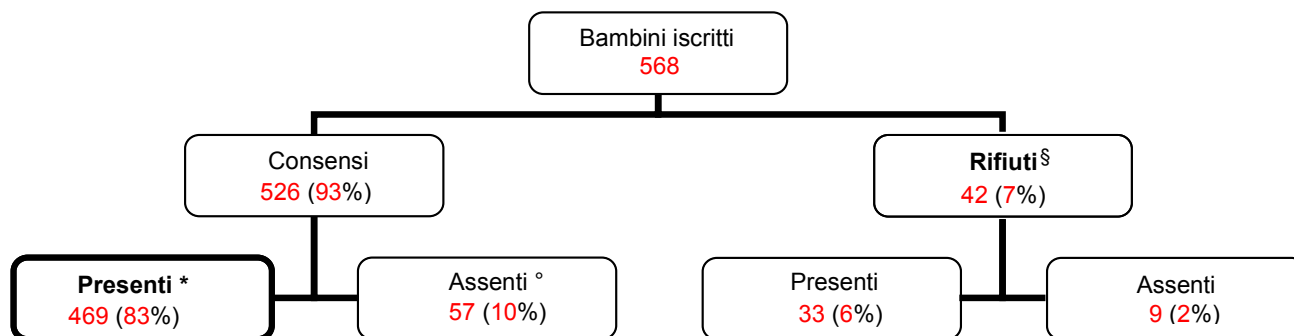 Bambini iscritti
568
Consensi
526 (93%)
Rifiuti §
42 (7%)
Presenti *
469 (83%)
Assenti °
57 (10%)
Presenti
33 (6%)
Assenti
9 (2%)